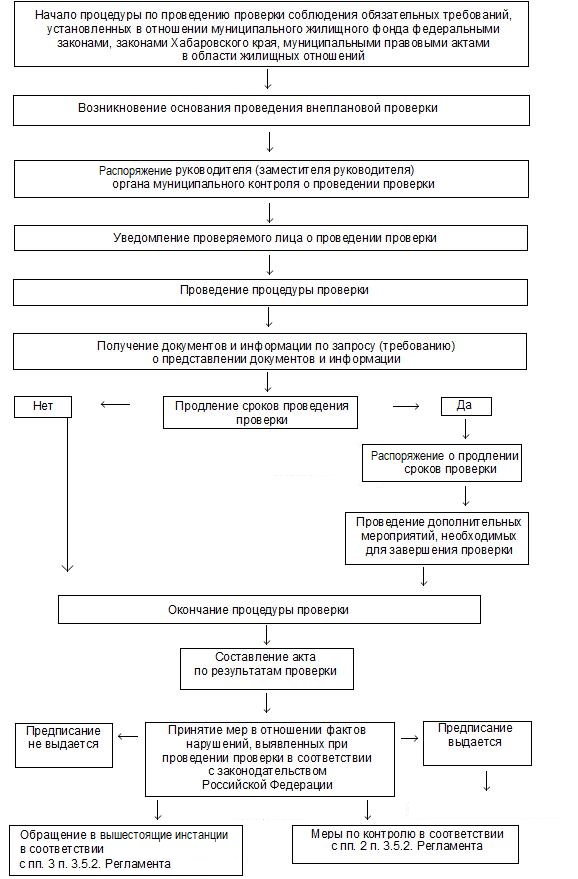 Начало процедуры по проведению проверки соблюдения обязательных требований,
установленных в отношении муниципального жилищного фонда федеральными
законами, законами Хабаровского края, муниципальными правовыми актами
в области жилищных отношений
Возникновение основания проведения внеплановой проверки
Распоряжение руководителя (заместителя руководителя)
органа муниципального контроля о проведении проверки
Уведомление проверяемого лица о проведении проверки
Проведение процедуры проверки
Получение документов и информации по запросу (требованию)
о представлении документов и информации
Нет
Продление сроков проведения
проверки
Да
Распоряжение о продлении
сроков проверки
Проведение дополнительных
мероприятий, необходимых
для завершения проверки
Окончание процедуры проверки
Составление акта
по результатам проверки
Предписание
не выдается
Принятие мер в отношении фактов
нарушений, выявленных при
проведении проверки в соответствии
с законодательством
Российской Федерации
Предписание
выдается
Обращение в вышестоящие инстанции
в соответствии
с пп. 3 п. 3.5.2. Регламента
Меры по контролю в соответствии
с пп. 2 п. 3.5.2. Регламента